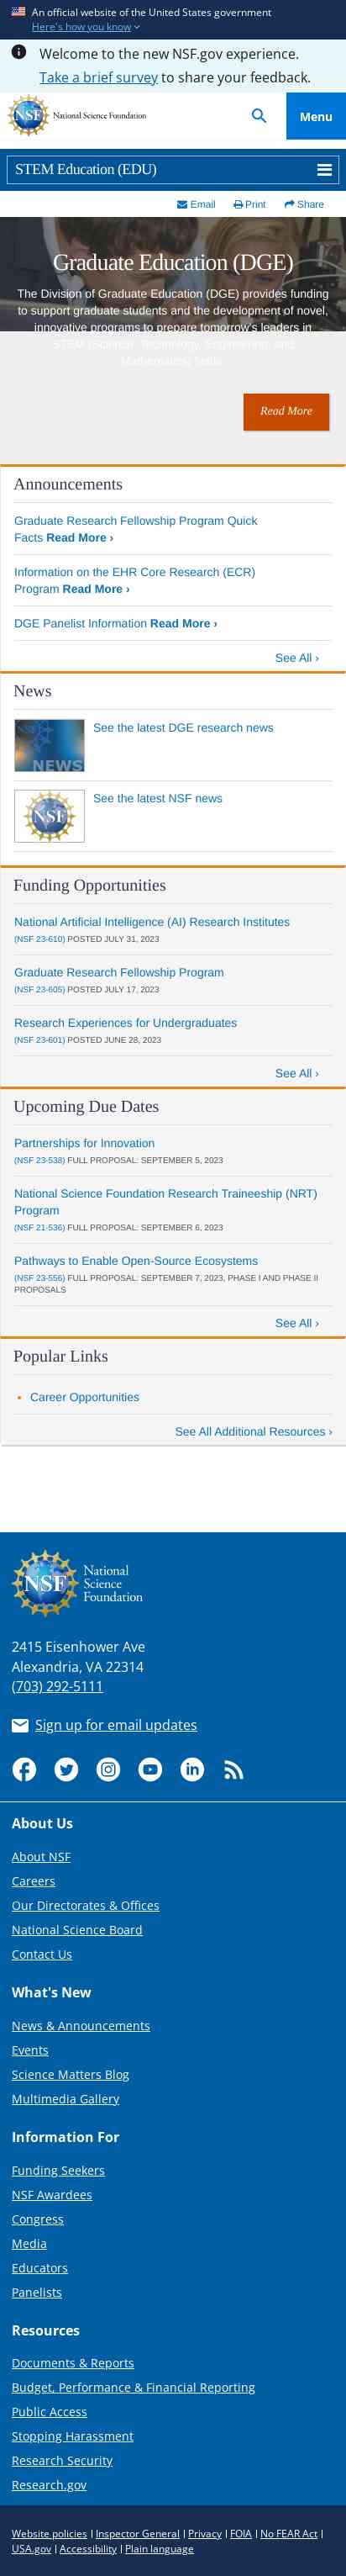 An official website of the United States government
Here's how you know
Welcome to the new NSF.gov experience.
Take a brief survey to share your feedback.
National Science Foundation
Menu
STEM Education (EDU)
Email Print Share
Graduate Education (DGE)
The Division of Graduate Education (DGE) provides funding
to support graduate students and the development of novel,
innovative programs to prepare tomorrow's leaders in
STEM (Science, Technology, Engineering, and
Mathematics) fields.
Read More
Announcements
Graduate Research Fellowship Program Quick
Facts Read More ›
Information on the EHR Core Research (ECR)
Program Read More ›
DGE Panelist Information Read More ›
See All ›
News
NEWS
See the latest DGE research news
NSF
See the latest NSF news
Funding Opportunities
National Artificial Intelligence (AI) Research Institutes
(NSF 23-610) POSTED JULY 31, 2023
Graduate Research Fellowship Program
(NSF 23-605) POSTED JULY 17, 2023
Research Experiences for Undergraduates
(NSF 23-601) POSTED JUNE 28, 2023
See All ›
Upcoming Due Dates
Partnerships for Innovation
(NSF 23-538) FULL PROPOSAL: SEPTEMBER 5, 2023
National Science Foundation Research Traineeship (NRT)
Program
(NSF 21-536) FULL PROPOSAL: SEPTEMBER 6, 2023
Pathways to Enable Open-Source Ecosystems
(NSF 23-556) FULL PROPOSAL: SEPTEMBER 7, 2023, PHASE I AND PHASE II
PROPOSALS
See All ›
Popular Links
• Career Opportunities
See All Additional Resources ›
NSF
National
Science
Foundation
2415 Eisenhower Ave
Alexandria, VA 22314
(703) 292-5111
Sign up for email updates
About Us
About NSF
Careers
Our Directorates & Offices
National Science Board
Contact Us
What's New
News & Announcements
Events
Science Matters Blog
Multimedia Gallery
Information For
Funding Seekers
NSF Awardees
Congress
Media
Educators
Panelists
Resources
Documents & Reports
Budget, Performance & Financial Reporting
Public Access
Stopping Harassment
Research Security
Research.gov
Website policies | Inspector General | Privacy | FOIA | No FEAR Act |
USA.gov | Accessibility | Plain language